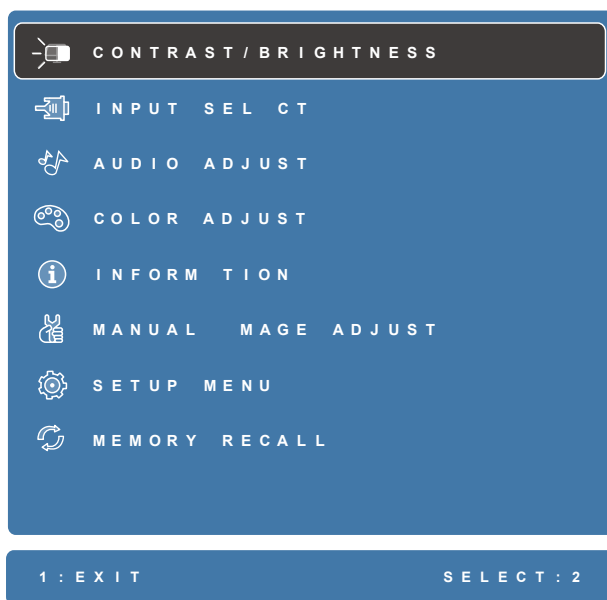 CONTRAST/BRIGHTNESS
INPUT SEL CT
AUDIO ADJUST
COLOR ADJUST
INFORM TION
MANUAL MAGE ADJUST
SETUP MENU
MEMORY RECALL
1:EXIT SELECT:2